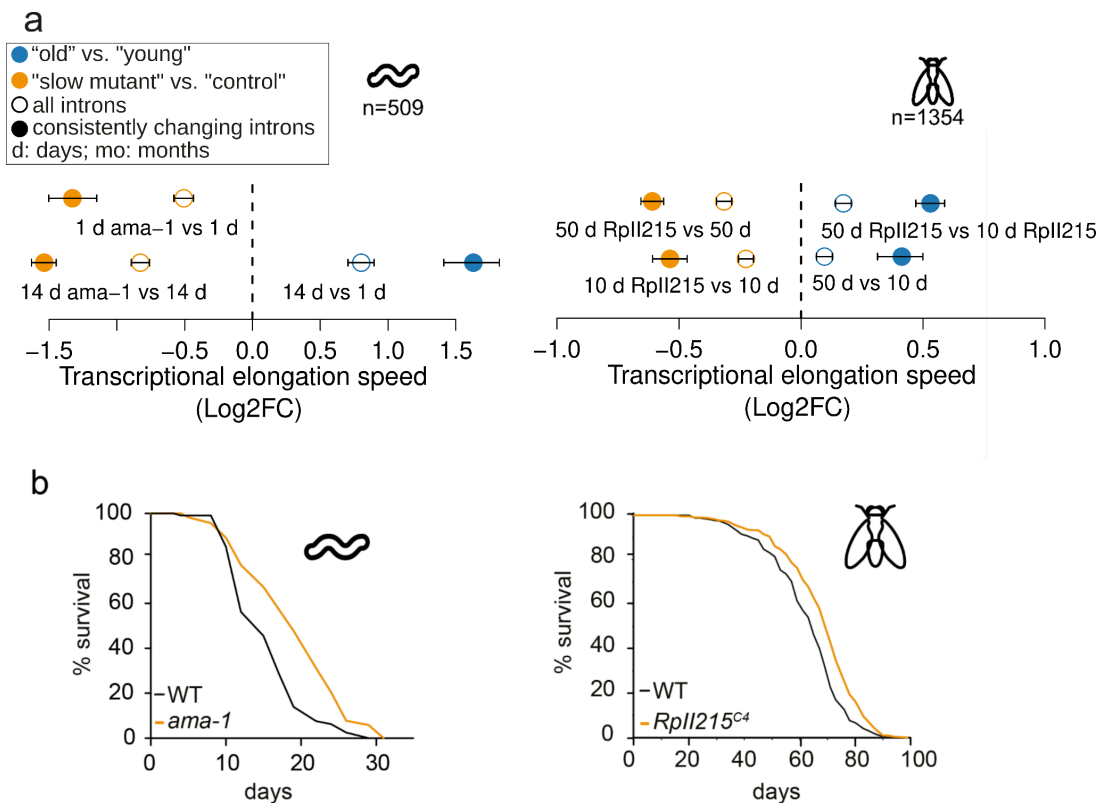 a
“old” vs. "young"
"slow mutant" vs. "control"
all introns
consistently changing introns
d: days; mo: months
n=509
1 d ama−1 vs 1 d
14 d ama−1 vs 14 d
14 d vs 1 d
−1.5 −0.5 0.0 0.5 1.0 1.5
Transcriptional elongation speed
(Log2FC)
n=1354
50 d RpII215 vs 50 d
50 d RpII215 vs 10 d RpII215
10 d RpII215 vs 10 d
50 d vs 10 d
−1.0 −0.5 0.0 0.5 1.0
Transcriptional elongation speed
(Log2FC)
b
% survival
100
80
60
40
20
0
0 10 20 30
days
WT
ama-1
% survival
100
80
60
40
20
0
0 20 40 60 80 100
days
WT
RpII215C4